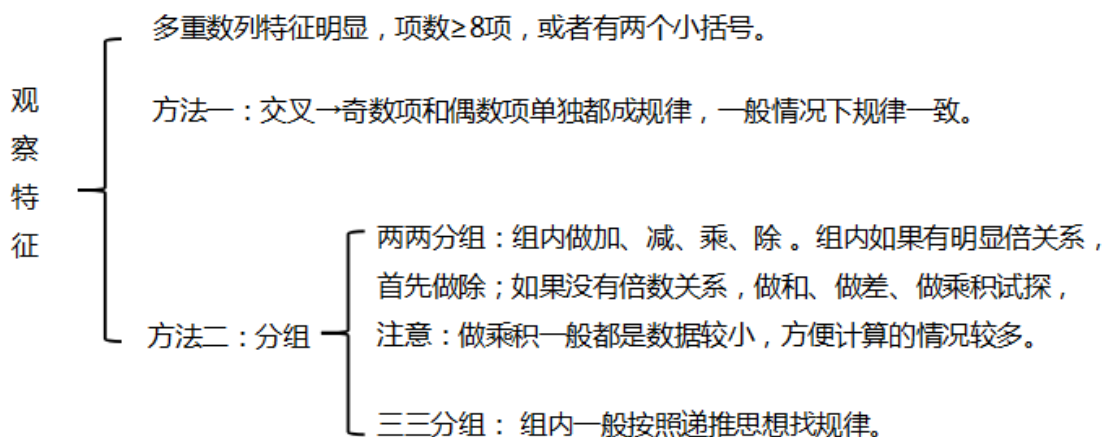 观察特征
多重数列特征明显，项数≥8项，或者有两个小括号。
方法一：交叉→奇数项和偶数项单独都成规律，一般情况下规律一致。
方法二：分组
两两分组：组内做加、减、乘、除 。组内如果有明显倍关系，
首先做除；如果没有倍数关系，做和、做差、做乘积试探，
注意：做乘积一般都是数据较小，方便计算的情况较多。
三三分组： 组内一般按照递推思想找规律。